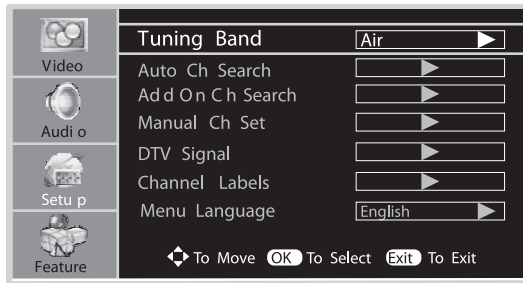 Video
Audio
Setup
Feature
Tuning Band Air
Auto Ch Search
Add On Ch Search
Manual Ch Set
DTV Signal
Channel Labels
Menu Language English
To Move OK To Select Exit To Exit